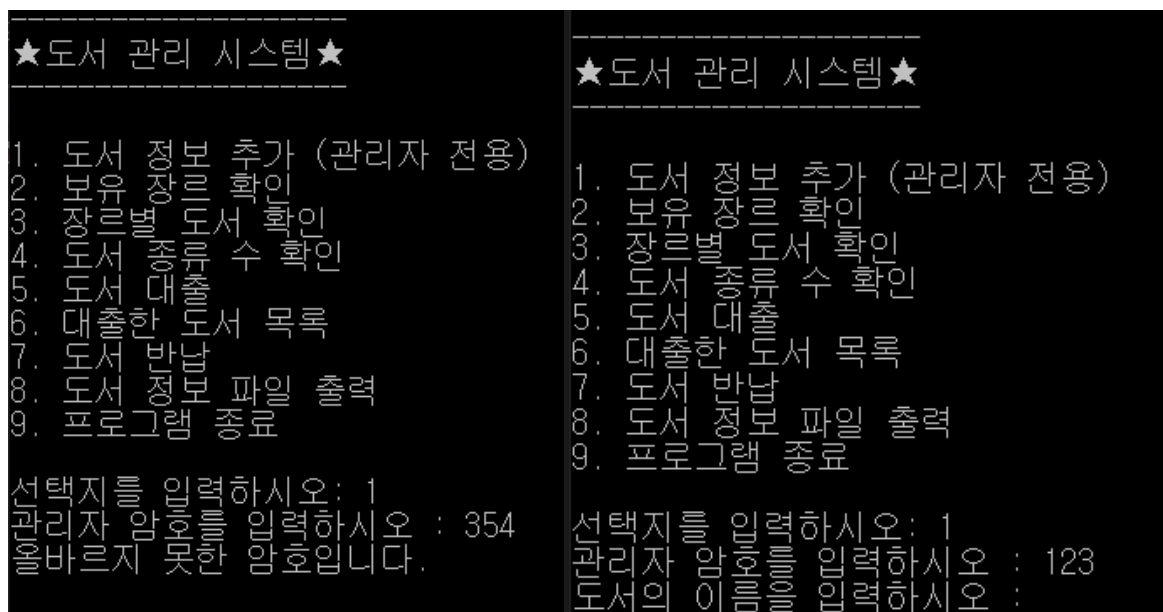 --------------------
★도서 관리 시스템★
--------------------
1. 도서 정보 추가 (관리자 전용)
2. 보유 장르 확인
3. 장르별 도서 확인
4. 도서 종류 수 확인
5. 도서 대출
6. 대출한 도서 목록
7. 도서 반납
8. 도서 정보 파일 출력
9. 프로그램 종료
선택지를 입력하시오: 1
관리자 암호를 입력하시오 : 354
올바르지 못한 암호입니다.
--------------------
★도서 관리 시스템★
--------------------
1. 도서 정보 추가 (관리자 전용)
2. 보유 장르 확인
3. 장르별 도서 확인
4. 도서 종류 수 확인
5. 도서 대출
6. 대출한 도서 목록
7. 도서 반납
8. 도서 정보 파일 출력
9. 프로그램 종료
선택지를 입력하시오: 1
관리자 암호를 입력하시오 : 123
도서의 이름을 입력하시오 :